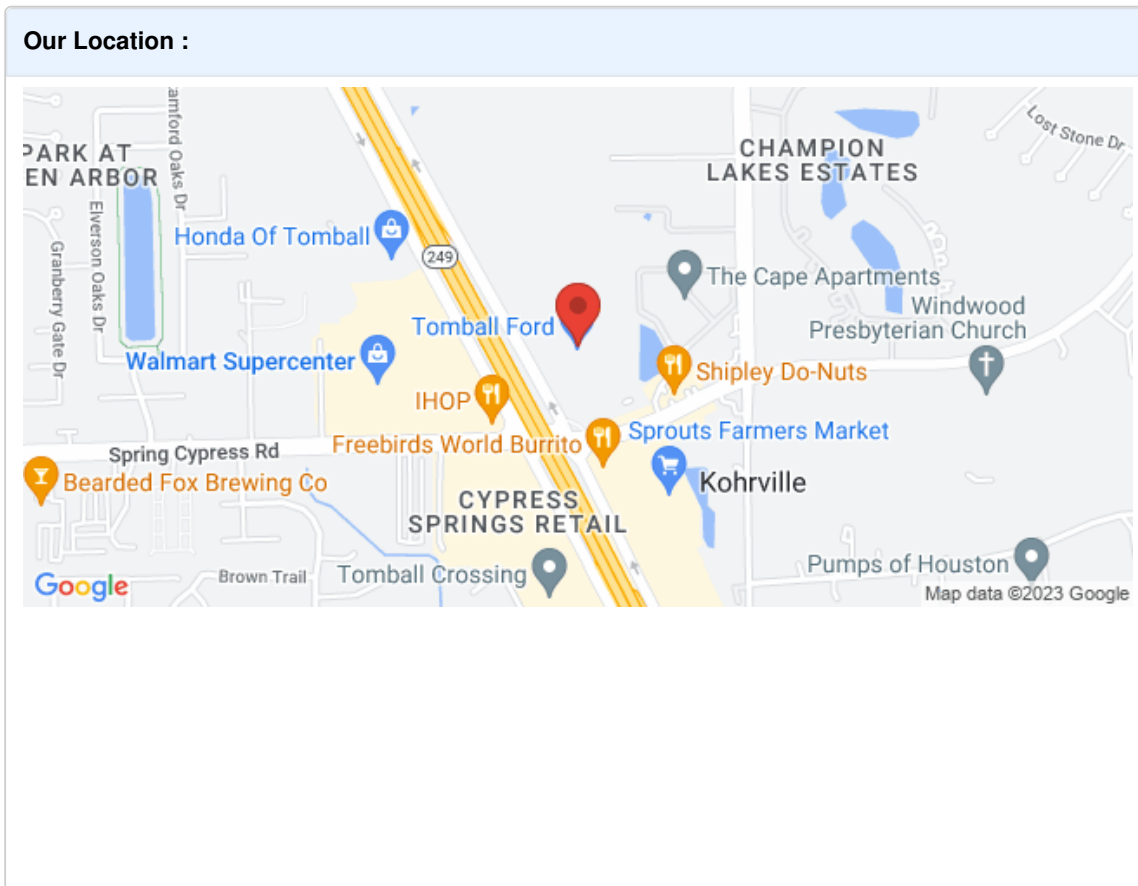 Our Location :
PARK AT
EN ARBOR
amford Oaks Dr
Elverson Oaks Dr
Granberry Gate Dr
Honda Of Tomball
249
CHAMPION
LAKES ESTATES
Lost Stone Dr
The Cape Apartments
Windwood
Presbyterian Church
Tomball Ford
Walmart Supercenter
Shipley Do-Nuts
IHOP
Freebirds World Burrito
Sprouts Farmers Market
Spring Cypress Rd
Bearded Fox Brewing Co
Kohrville
CYPRESS
SPRINGS RETAIL
Brown Trail
Tomball Crossing
Pumps of Houston
Google
Map data ©2023 Google